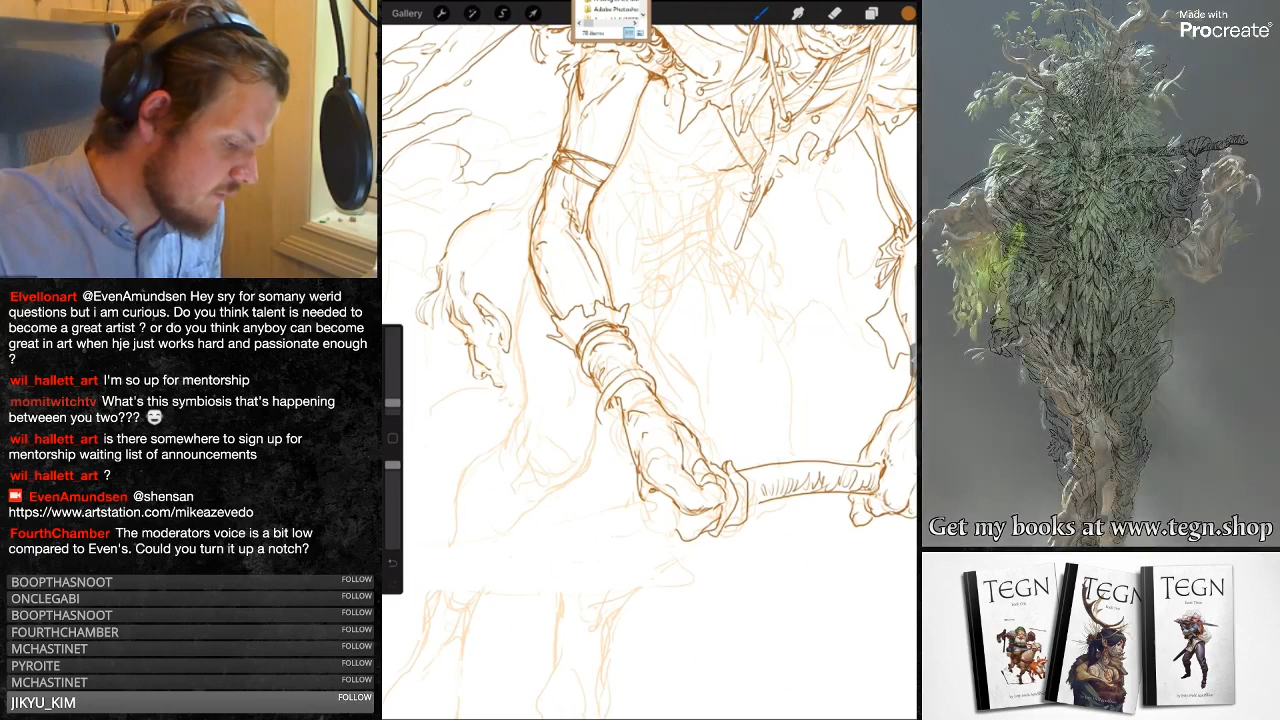 Elvellonart @EvenAmundsen Hey sry for somany werid
questions but i am curious. Do you think talent is needed to
become a great artist ? or do you think anyboy can become
great in art when hje just works hard and passionate enough
?
wil_hallett_art I'm so up for mentorship
momitwitchtv What's this symbiosis that's happening
betweeen you two???
wil_hallett_art is there somewhere to sign up for
mentorship waiting list of announcements
wil_hallett_art ?
EvenAmundsen @shensan
https://www.artstation.com/mikeazevedo
FourthChamber The moderators voice is a bit low
compared to Even's. Could you turn it up a notch?
BOOPTHASNOOT FOLLOW
ONCLEGABI FOLLOW
BOOPTHASNOOT FOLLOW
FOURTHCHAMBER FOLLOW
MCHASTINET FOLLOW
PYROITE FOLLOW
MCHASTINET FOLLOW
JIKYU_KIM FOLLOW
Gallery
Adobe Photoshop
78 items
Made with
Procreate
Get my books at www.tegn.shop
TEGN
TEGN
TEGN